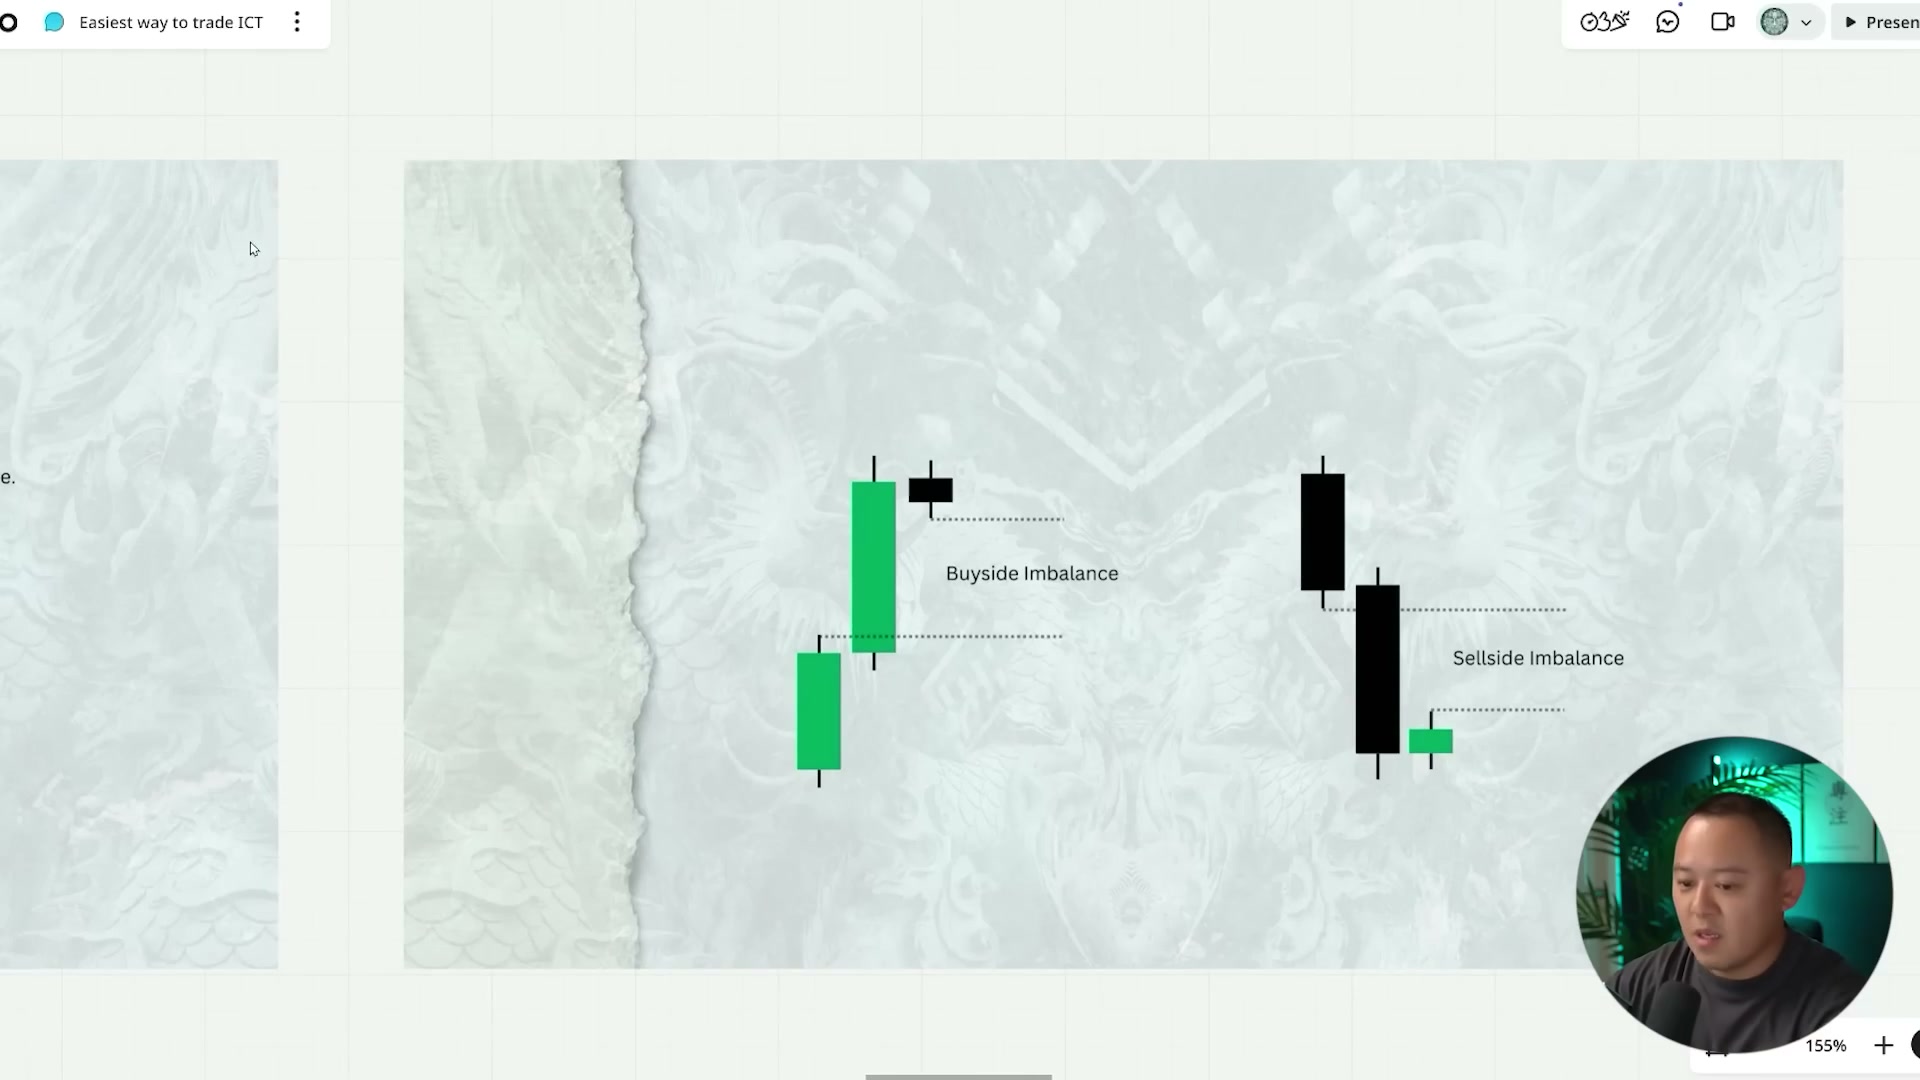 Easiest way to trade ICT
Presen
e.
Buyside Imbalance
Sellside Imbalance
155%